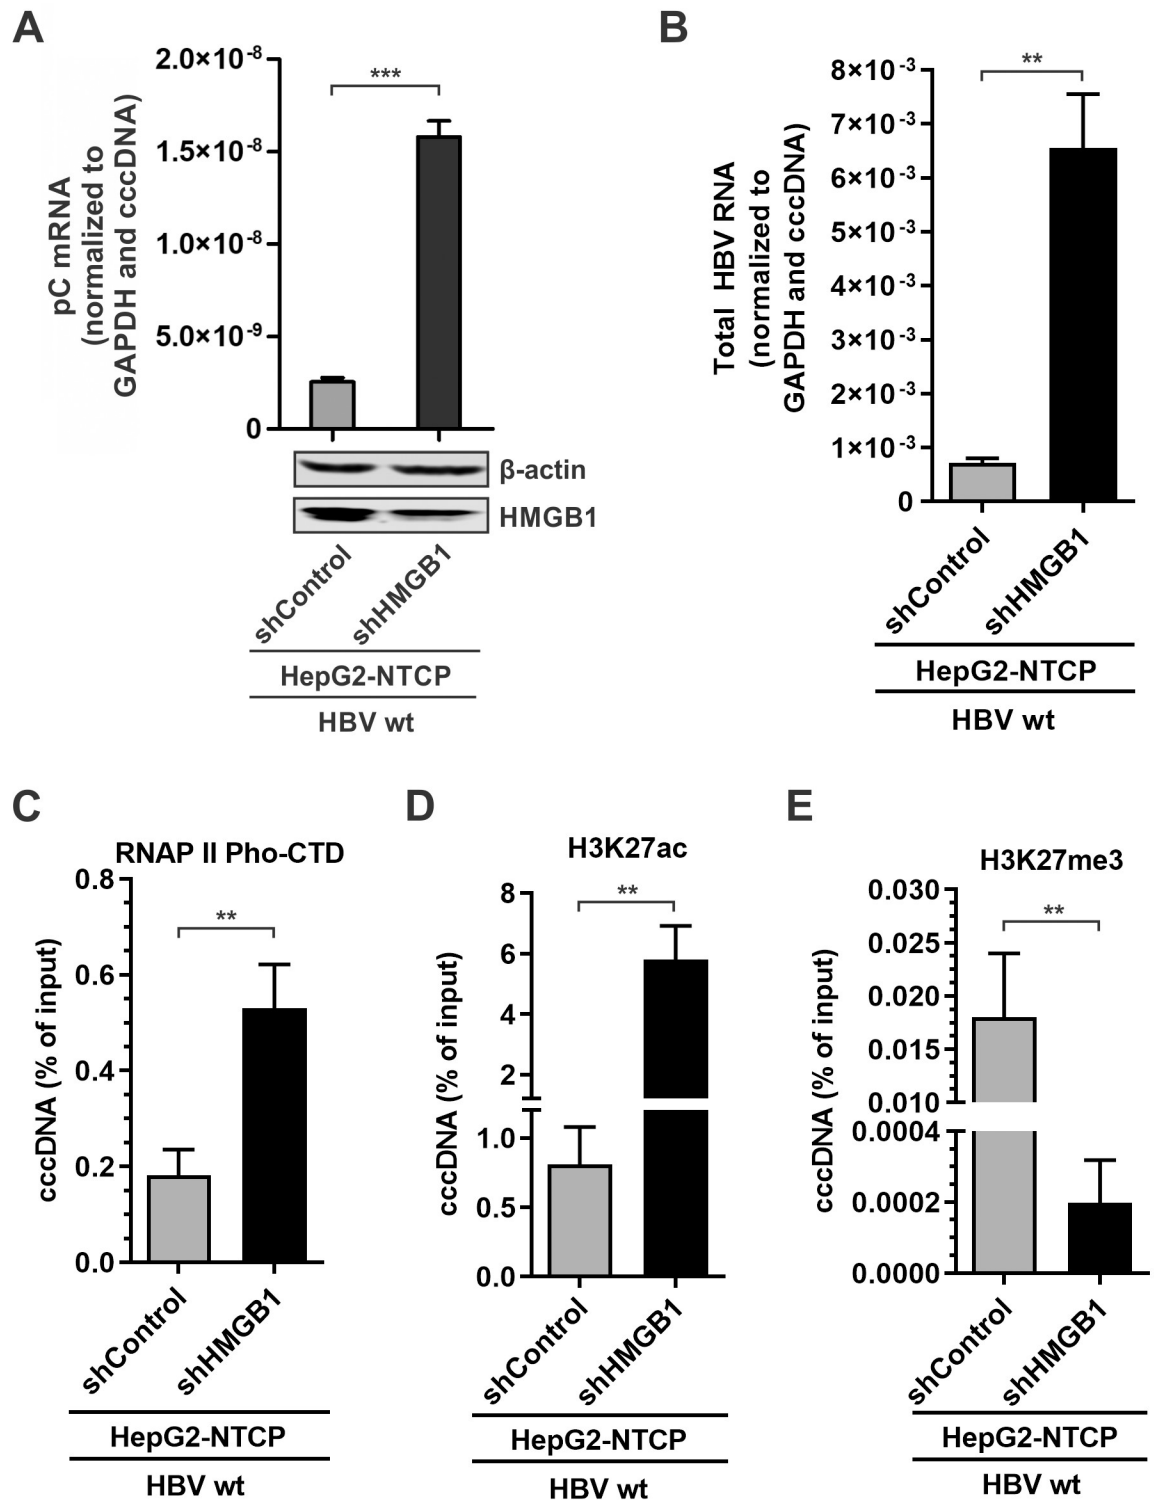 A
pC mRNA
(normalized to
GAPDH and cccDNA)
2.0×10⁻⁸
1.5×10⁻⁸
1.0×10⁻⁸
5.0×10⁻⁹
0
***
β-actin
HMGB1
shControl
shHMGB1
HepG2-NTCP
HBV wt
B
Total HBV RNA
(normalized to
GAPDH and cccDNA)
8×10⁻³
7×10⁻³
6×10⁻³
5×10⁻³
4×10⁻³
3×10⁻³
2×10⁻³
1×10⁻³
0
**
shControl
shHMGB1
HepG2-NTCP
HBV wt
C
RNAP II Pho-CTD
cccDNA (% of input)
0.8
0.6
0.4
0.2
0.0
**
shControl
shHMGB1
HepG2-NTCP
HBV wt
D
H3K27ac
cccDNA (% of input)
8
6
4
2
1.0
0.5
0.0
**
shControl
shHMGB1
HepG2-NTCP
HBV wt
E
H3K27me3
cccDNA (% of input)
0.030
0.025
0.020
0.015
0.010
0.0004
0.0002
0.0000
**
shControl
shHMGB1
HepG2-NTCP
HBV wt